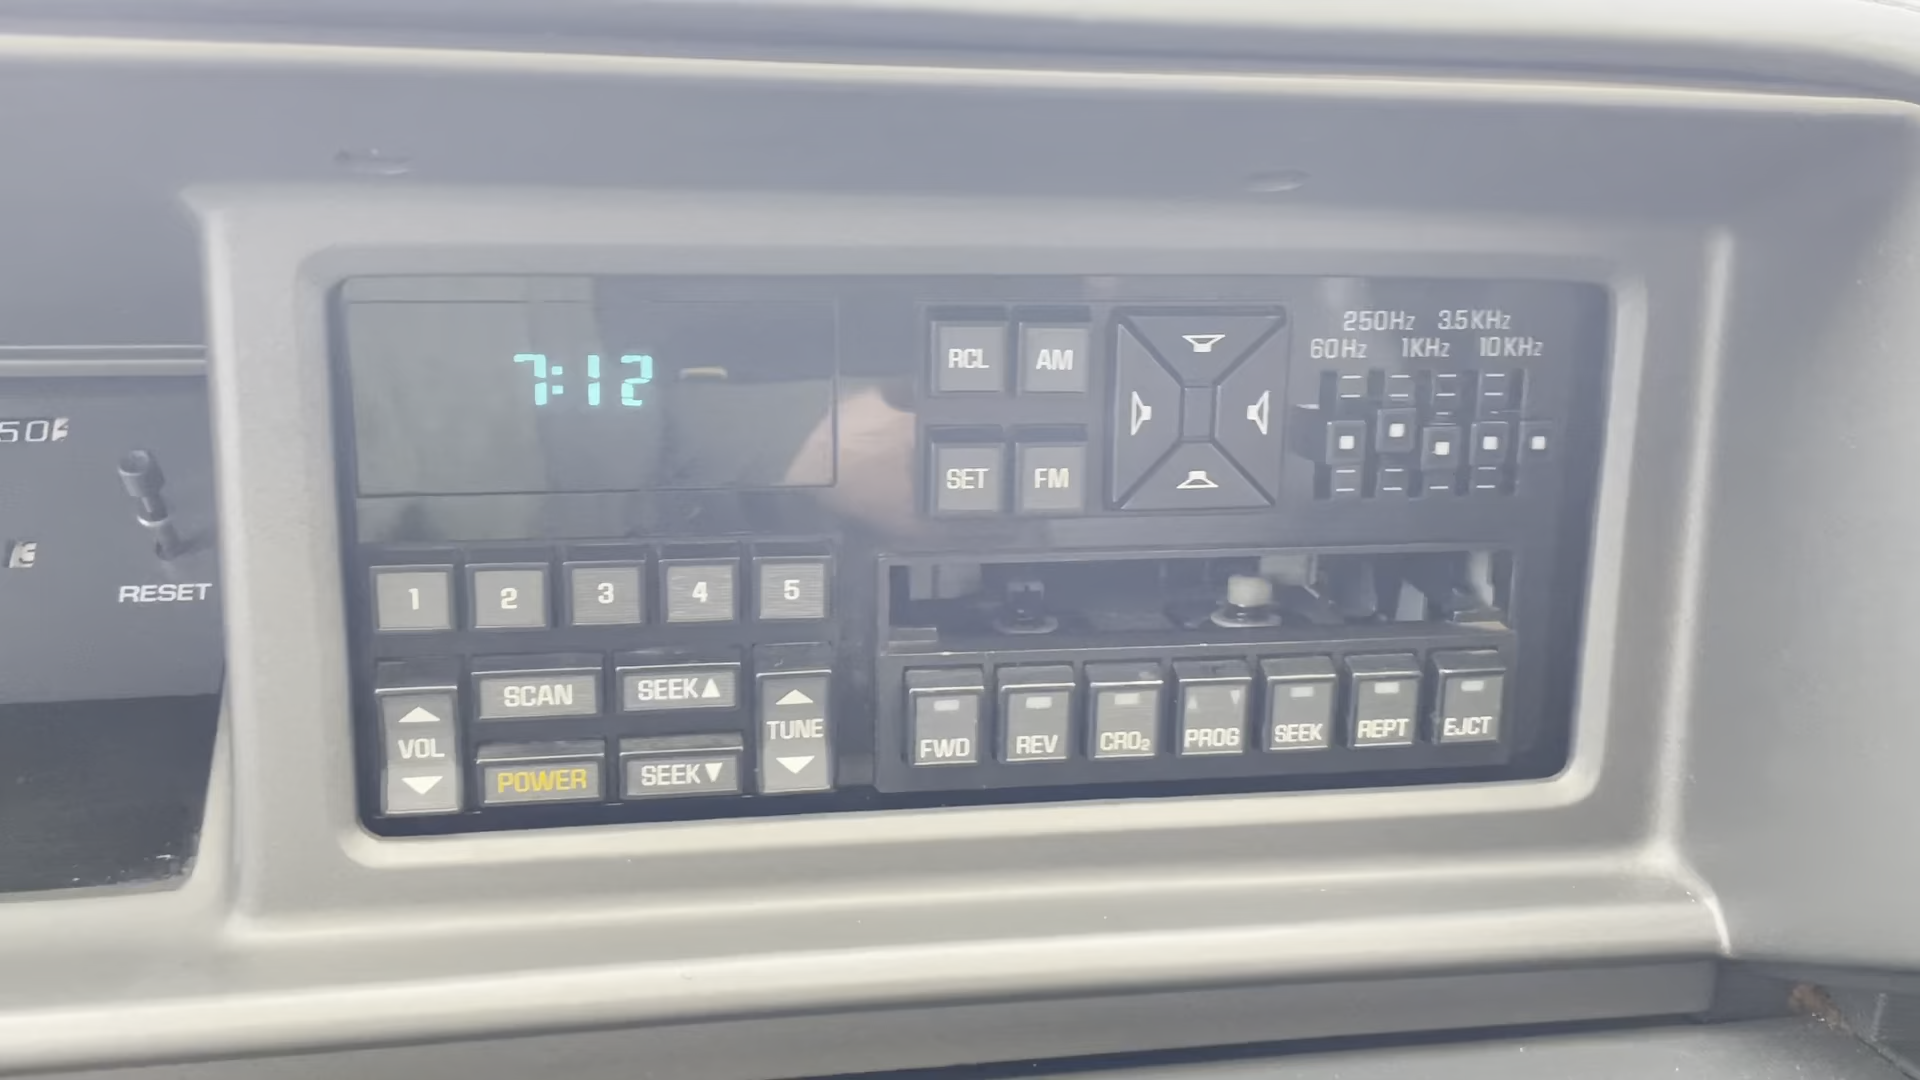 50
RESET
7:12
RCL AM
SET FM
250Hz 3.5KHz
60Hz 1KHz 10KHz
1 2 3 4 5
VOL
SCAN SEEK▲
POWER SEEK▼
TUNE
FWD REV CRO₂ PROG SEEK REPT EJCT